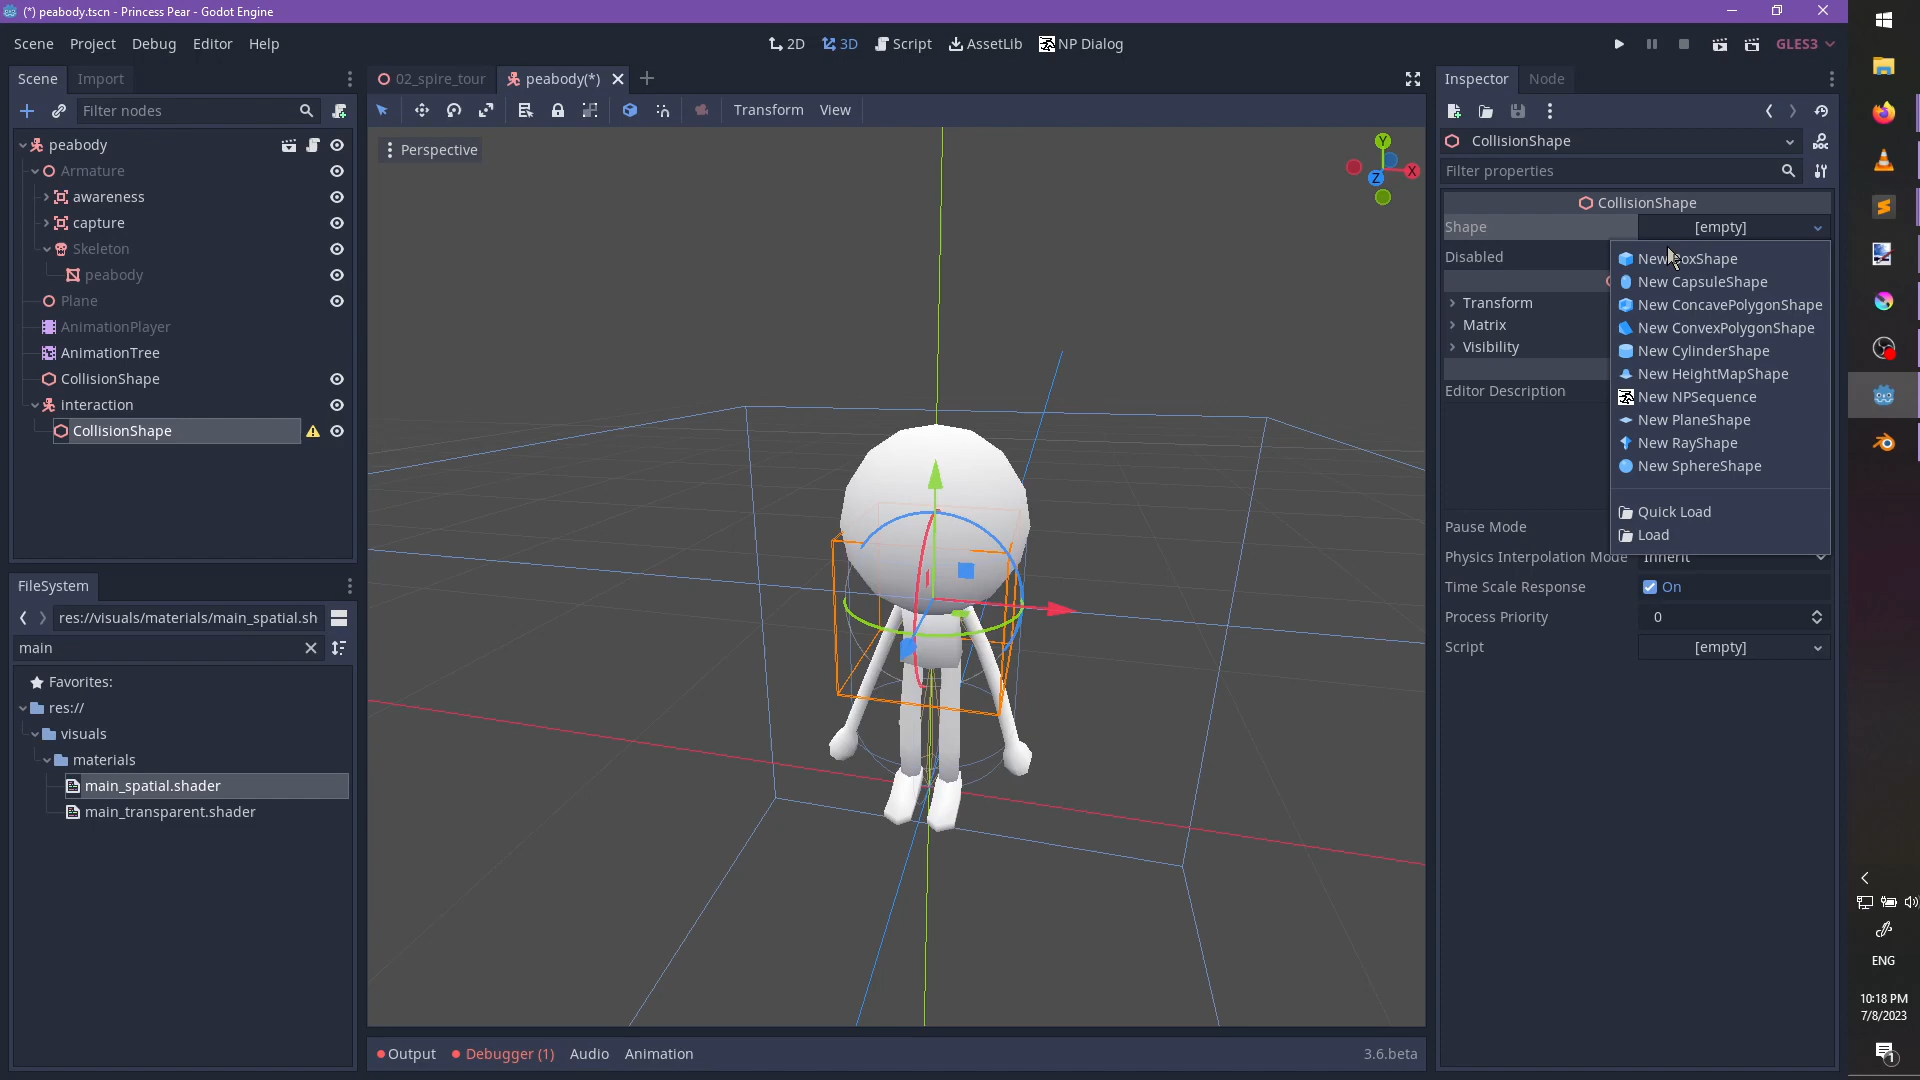 (*) peabody.tscn - Princess Pear - Godot Engine
Scene Project Debug Editor Help
2D 3D Script AssetLib NP Dialog
GLES3
Scene Import
Filter nodes
peabody
Armature
awareness
capture
Skeleton
peabody
Plane
AnimationPlayer
AnimationTree
CollisionShape
interaction
CollisionShape
FileSystem
res://visuals/materials/main_spatial.sh
main
Favorites:
res://
visuals
materials
main_spatial.shader
main_transparent.shader
02_spire_tour peabody(*)
Transform View
Perspective
Y
X
Z
Output Debugger (1) Audio Animation 3.6.beta
Inspector Node
CollisionShape
Filter properties
CollisionShape
Shape [empty]
Disabled
Transform
Matrix
Visibility
Editor Description
New BoxShape
New CapsuleShape
New ConcavePolygonShape
New ConvexPolygonShape
New CylinderShape
New HeightMapShape
New NPSequence
New PlaneShape
New RayShape
New SphereShape
Quick Load
Load
Pause Mode
Physics Interpolation Mode Inherit
Time Scale Response On
Process Priority 0
Script [empty]
ENG
10:18 PM
7/8/2023
1